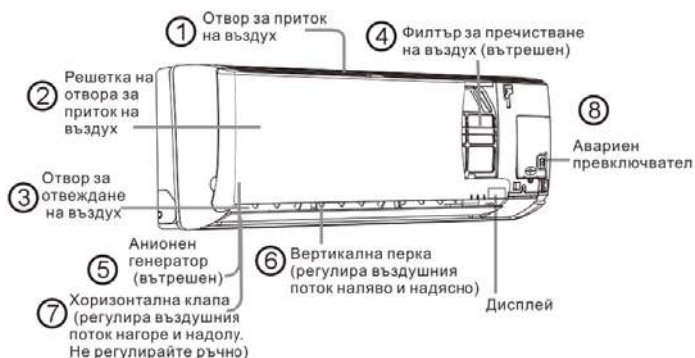 ① Отвор за приток
на въздух
④ Филтър за пречистване
на въздух (вътрешен)
② Решетка на
отвора за
приток на
въздух
⑧
Авариен
превключвател
③ Отвор за
отвеждане
на въздух
⑤ Анионен
генератор
(вътрешен)
⑥ Вертикална перка
(регулира въздушния
поток наляво и надясно)
Дисплей
⑦ Хоризонтална клапа
(регулира въздушния
поток нагоре и надолу.
Не регулирайте ръчно)